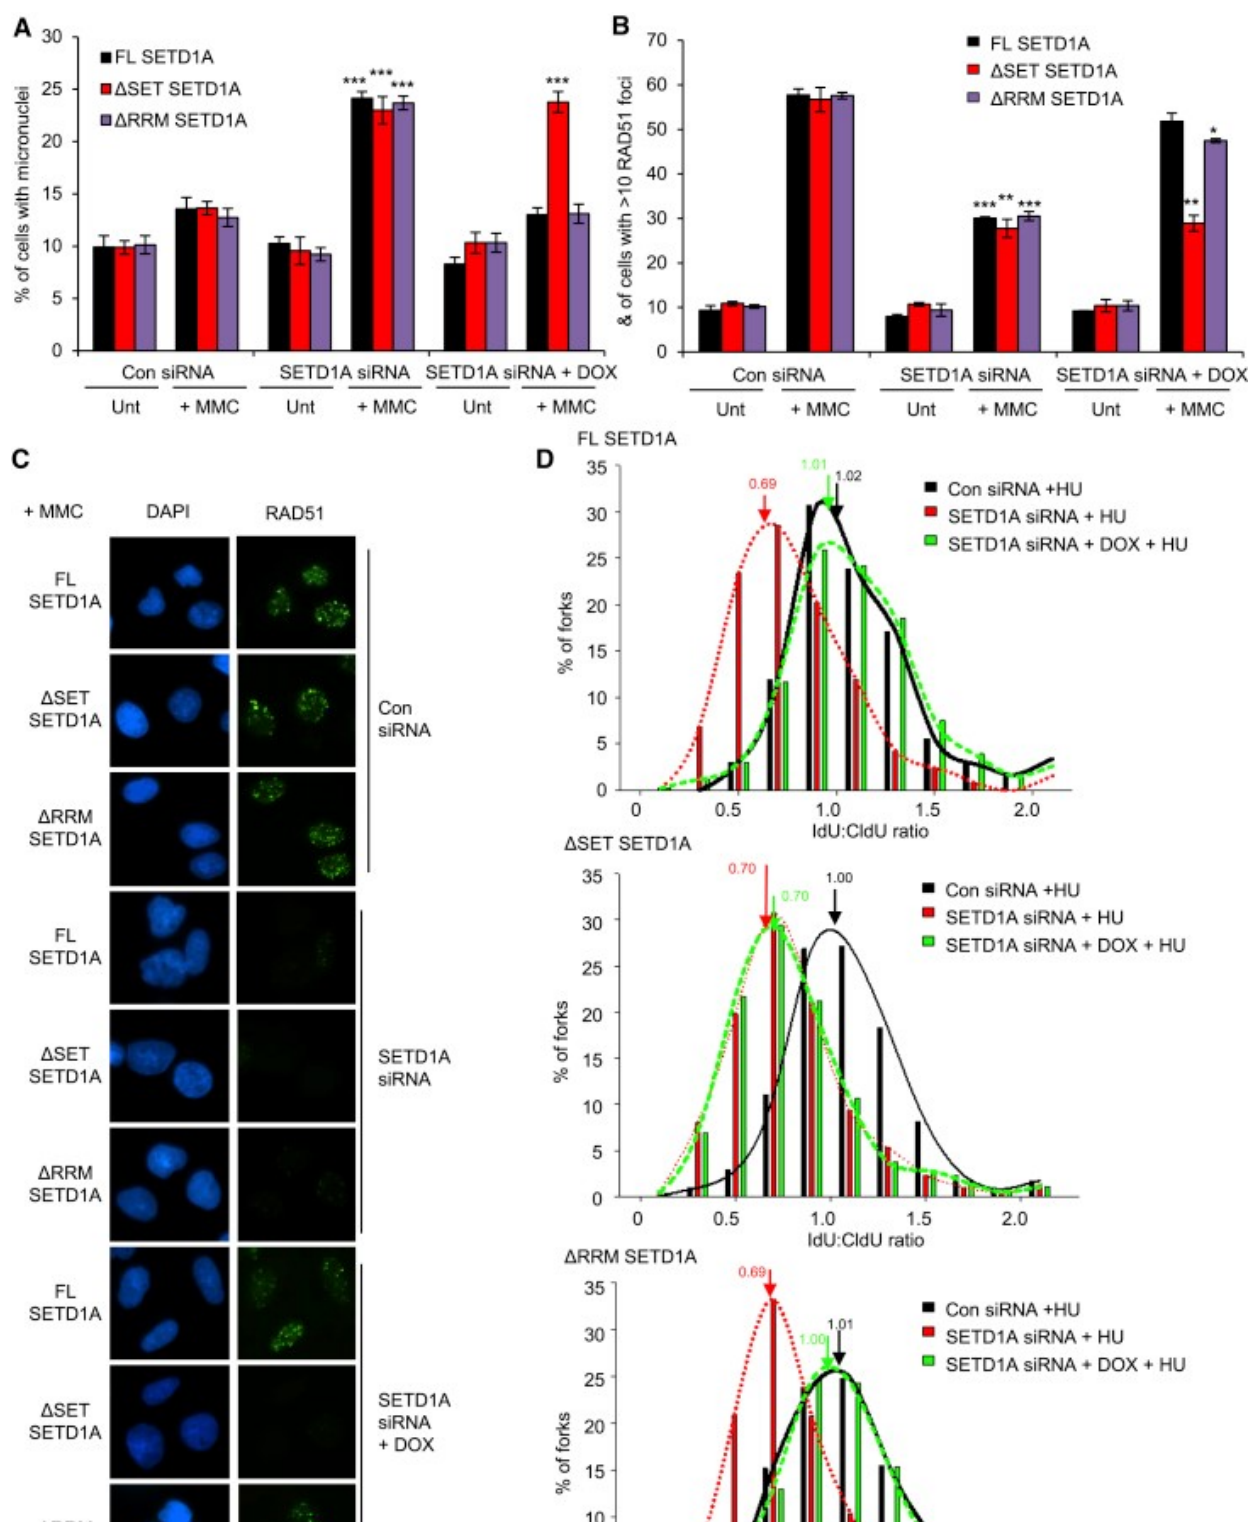 A
30
25
20
15
10
5
0
% of cells with micronuclei
FL SETD1A
ΔSET SETD1A
ΔRRM SETD1A
*** *** ***
***
Con siRNA SETD1A siRNA SETD1A siRNA + DOX
Unt + MMC Unt + MMC Unt + MMC
B
70
60
50
40
30
20
10
0
& of cells with >10 RAD51 foci
FL SETD1A
ΔSET SETD1A
ΔRRM SETD1A
*** ** ***
** *
Con siRNA SETD1A siRNA SETD1A siRNA + DOX
Unt + MMC Unt + MMC Unt + MMC
C
+ MMC DAPI RAD51
FL
SETD1A
ΔSET
SETD1A
ΔRRM
SETD1A
Con
siRNA
FL
SETD1A
ΔSET
SETD1A
ΔRRM
SETD1A
SETD1A
siRNA
FL
SETD1A
ΔSET
SETD1A
SETD1A
siRNA
+ DOX
D
FL SETD1A
35
30
25
20
15
10
5
0
% of forks
0.69
1.01
1.02
Con siRNA +HU
SETD1A siRNA + HU
SETD1A siRNA + DOX + HU
0 0.5 1.0 1.5 2.0
IdU:CldU ratio
ΔSET SETD1A
35
30
25
20
15
10
5
0
% of forks
0.70
0.70
1.00
Con siRNA +HU
SETD1A siRNA + HU
SETD1A siRNA + DOX + HU
0 0.5 1.0 1.5 2.0
IdU:CldU ratio
ΔRRM SETD1A
35
30
25
20
15
10
% of forks
0.69
1.00
1.01
Con siRNA +HU
SETD1A siRNA + HU
SETD1A siRNA + DOX + HU